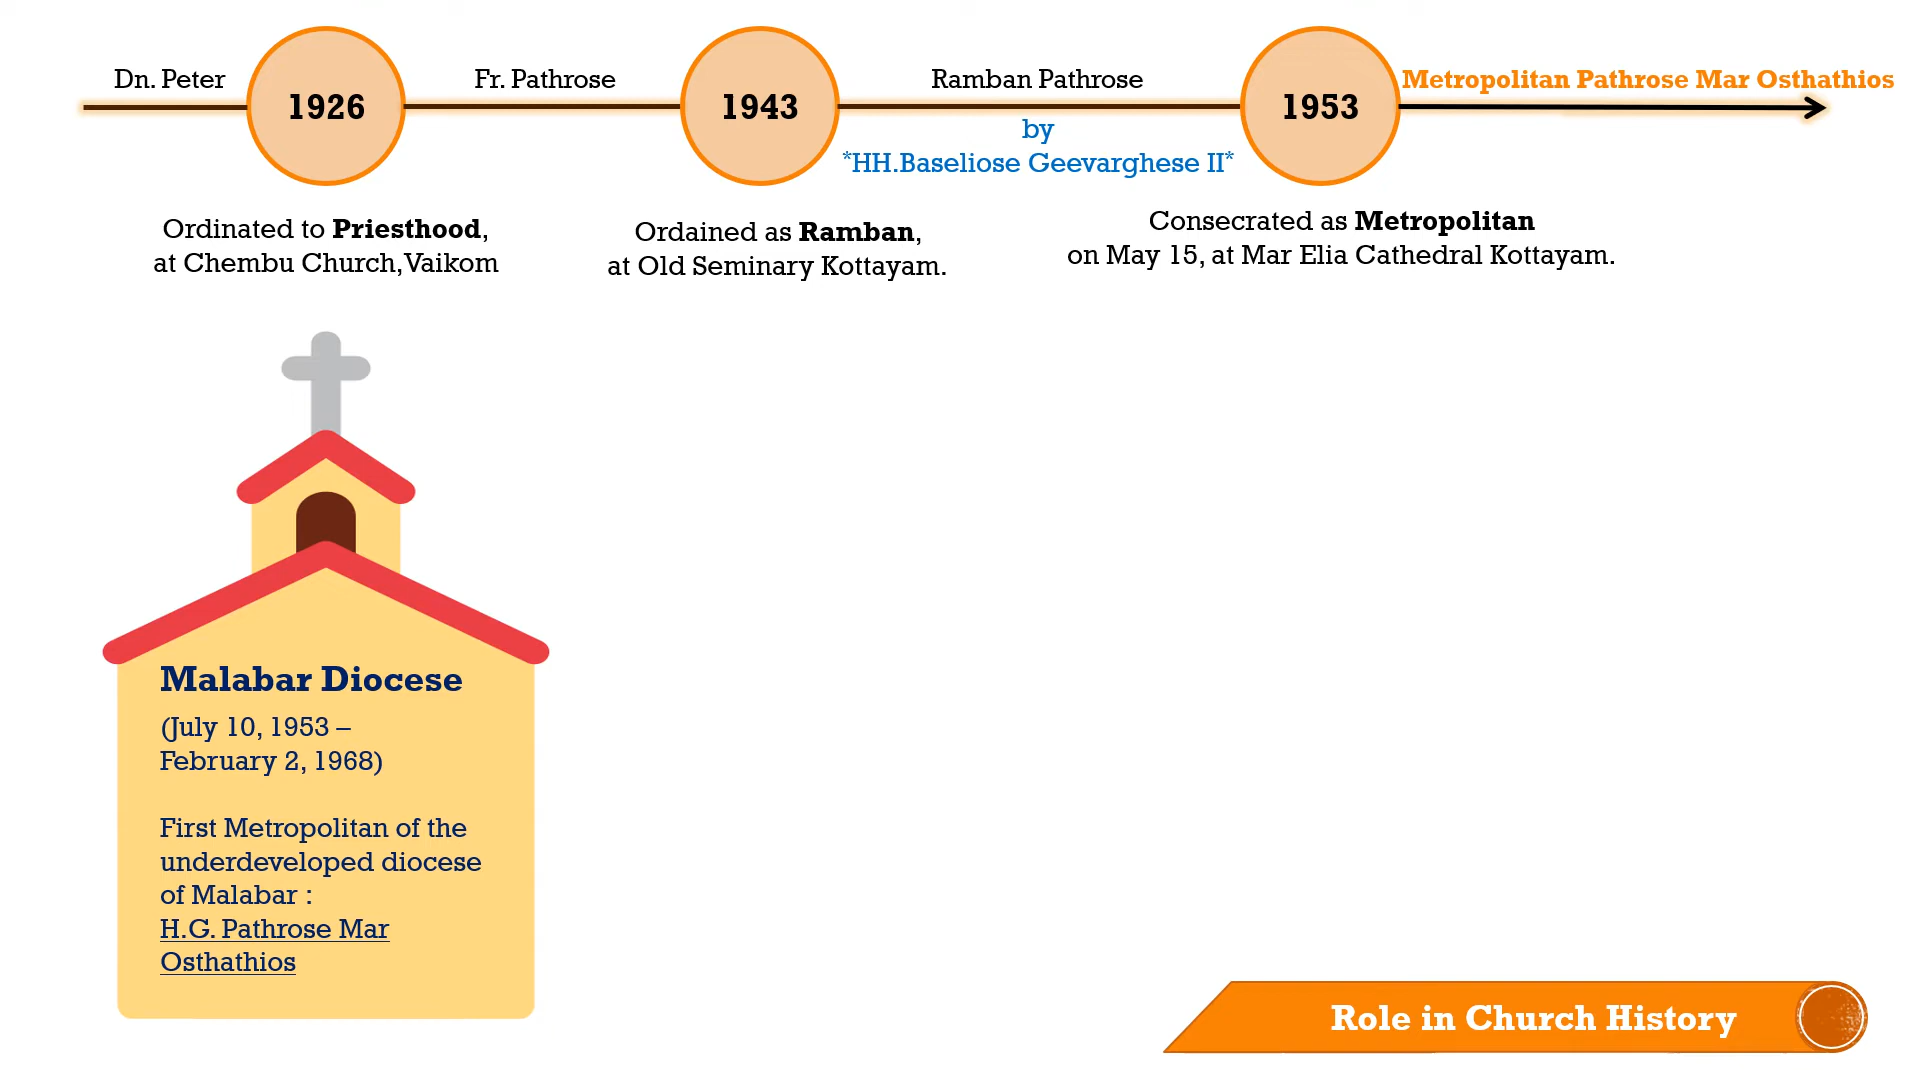 Dn. Peter
1926
Fr. Pathrose
1943
Ramban Pathrose
by
*HH.Baseliose Geevarghese II*
1953
Metropolitan Pathrose Mar Osthathios
Ordinated to Priesthood,
at Chembu Church,Vaikom
Ordained as Ramban,
at Old Seminary Kottayam.
Consecrated as Metropolitan
on May 15, at Mar Elia Cathedral Kottayam.
Malabar Diocese
(July 10, 1953 –
February 2, 1968)
First Metropolitan of the
underdeveloped diocese
of Malabar :
H.G. Pathrose Mar
Osthathios
Role in Church History